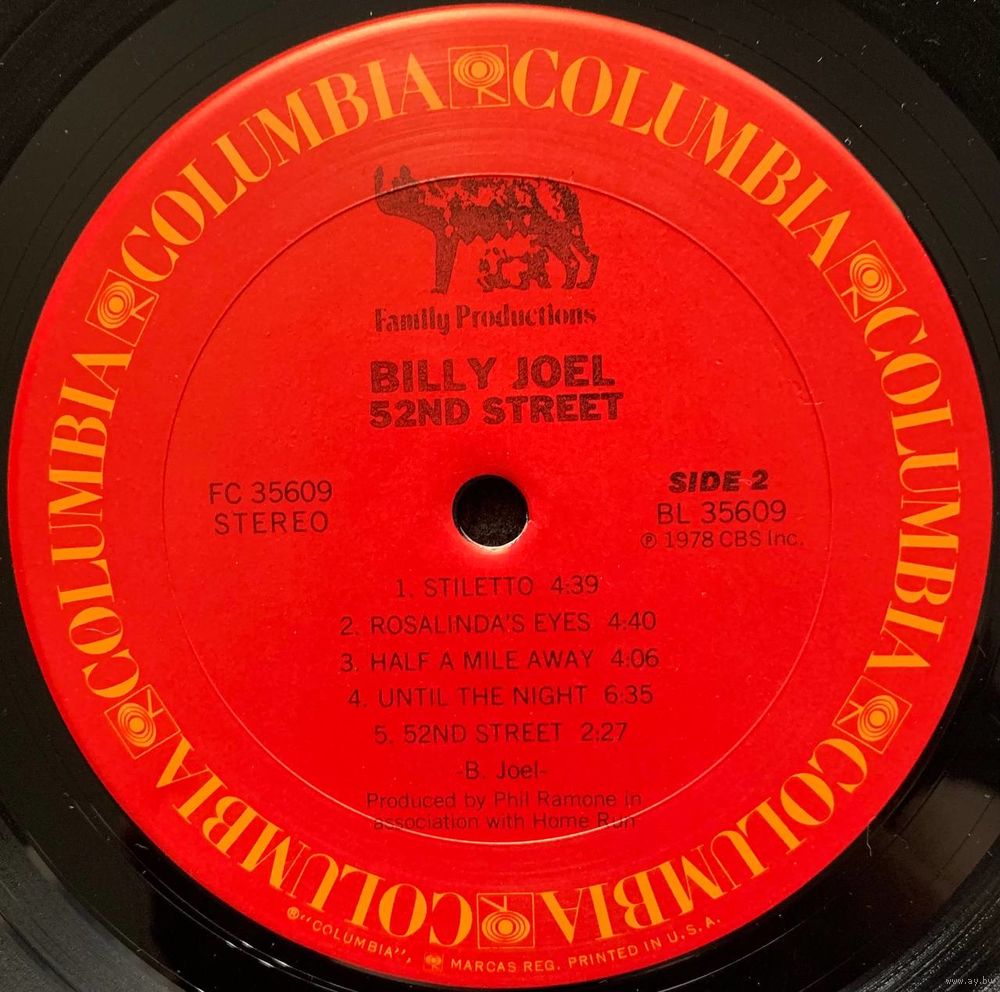 COLUMBIA COLUMBIA COLUMBIA COLUMBIA COLUMBIA COLUMBIA
Family Productions
BILLY JOEL
52ND STREET
FC 35609
STEREO
SIDE 2
BL 35609
℗ 1978 CBS Inc.
1. STILETTO 4:39
2. ROSALINDA'S EYES 4:40
3. HALF A MILE AWAY 4:06
4. UNTIL THE NIGHT 6:35
5. 52ND STREET 2:27
-B. Joel-
Produced by Phil Ramone in
association with Home Run
®"COLUMBIA", MARCAS REG. PRINTED IN U.S.A.
www.ay.by